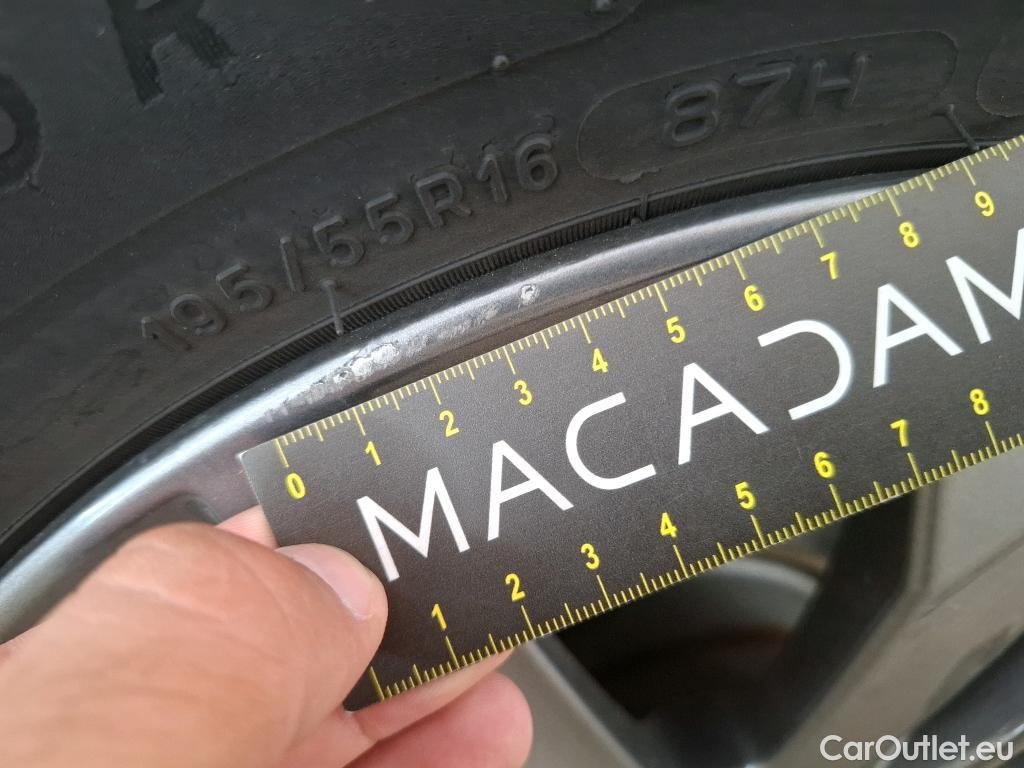 R
195/55R16 87H
0 1 2 3 4 5 6 7 8 9
MACADAM
1 2 3 4 5 6 7 8
CarOutlet.eu